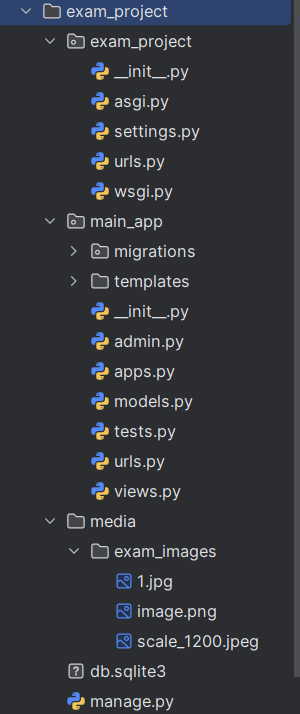 exam_project
exam_project
__init__.py
asgi.py
settings.py
urls.py
wsgi.py
main_app
migrations
templates
__init__.py
admin.py
apps.py
models.py
tests.py
urls.py
views.py
media
exam_images
1.jpg
image.png
scale_1200.jpeg
db.sqlite3
manage.py